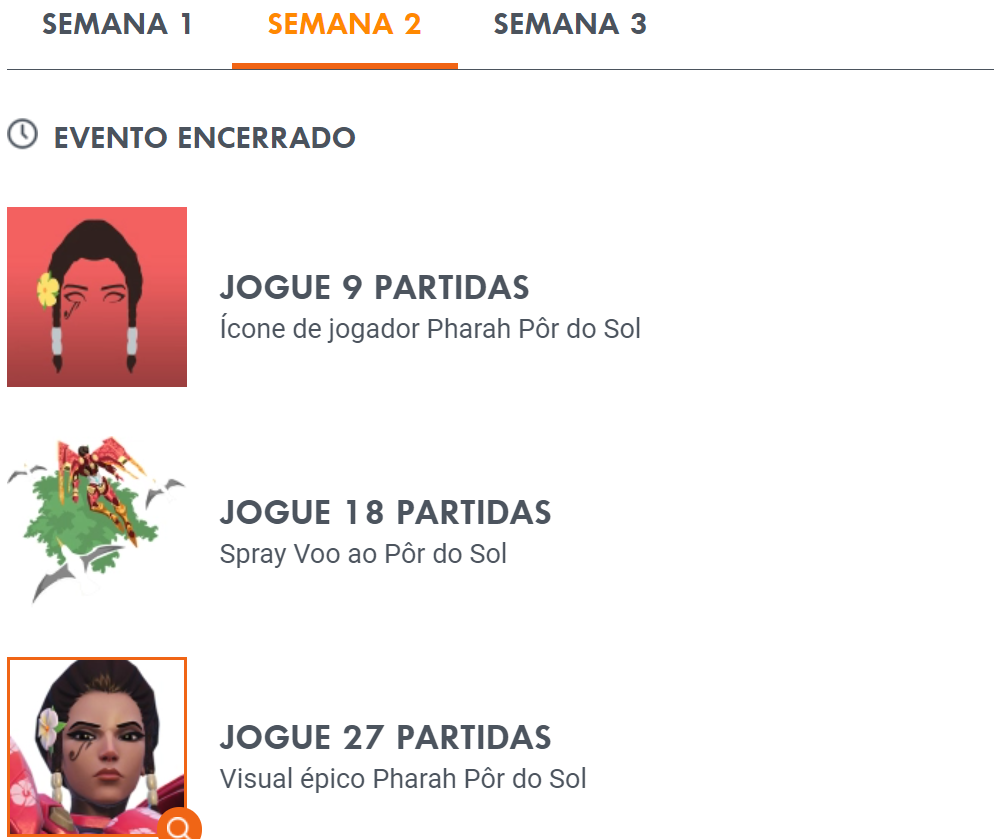 SEMANA 1
SEMANA 2
SEMANA 3
EVENTO ENCERRADO
JOGUE 9 PARTIDAS
Ícone de jogador Pharah Pôr do Sol
JOGUE 18 PARTIDAS
Spray Voo ao Pôr do Sol
JOGUE 27 PARTIDAS
Visual épico Pharah Pôr do Sol